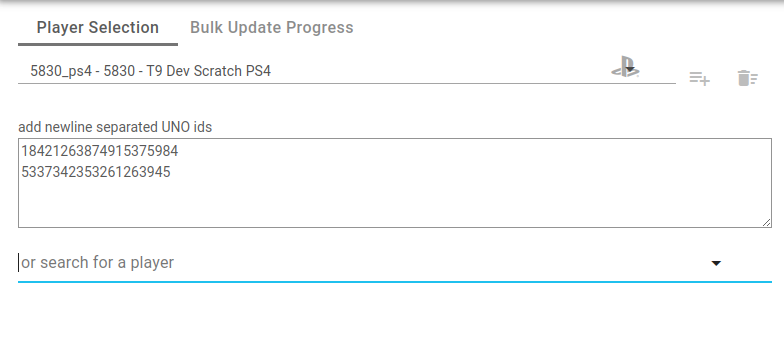 Player Selection Bulk Update Progress
5830_ps4 - 5830 - T9 Dev Scratch PS4
add newline separated UNO ids
18421263874915375984
5337342353261263945
or search for a player